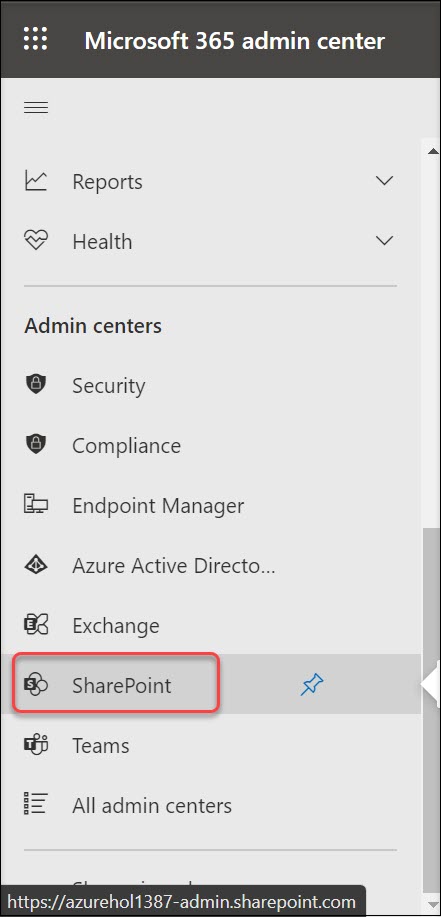 Microsoft 365 admin center
Reports
Health
Admin centers
Security
Compliance
Endpoint Manager
Azure Active Directo...
Exchange
SharePoint
Teams
All admin centers
https://azurehol1387-admin.sharepoint.com